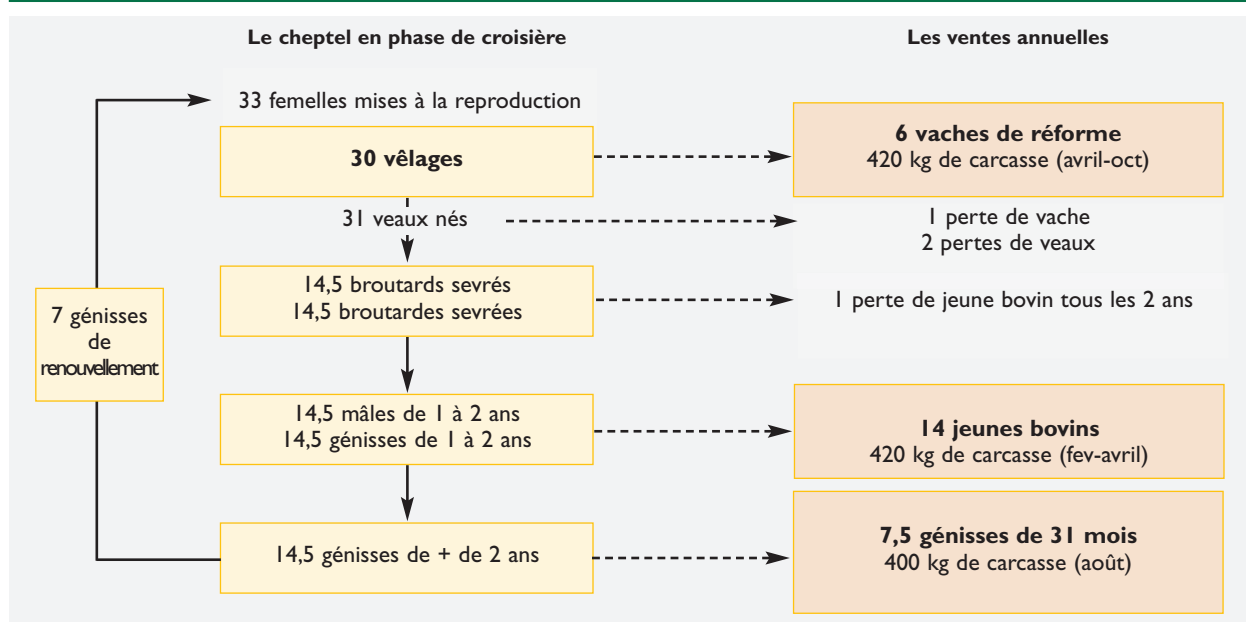 Le cheptel en phase de croisière
Les ventes annuelles
33 femelles mises à la reproduction
30 vêlages
6 vaches de réforme
420 kg de carcasse (avril-oct)
31 veaux nés
1 perte de vache
2 pertes de veaux
14,5 broutards sevrés
14,5 broutardes sevrées
1 perte de jeune bovin tous les 2 ans
7 génisses
de
renouvellement
14,5 mâles de 1 à 2 ans
14,5 génisses de 1 à 2 ans
14 jeunes bovins
420 kg de carcasse (fev-avril)
14,5 génisses de + de 2 ans
7,5 génisses de 31 mois
400 kg de carcasse (août)